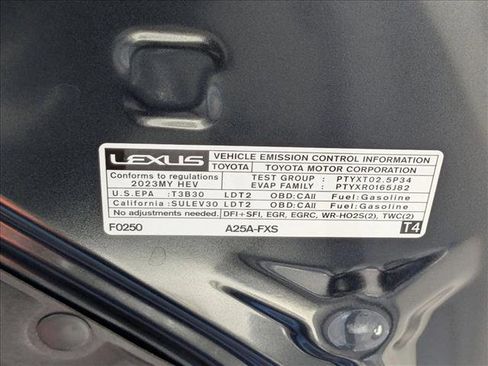 LEXUS VEHICLE EMISSION CONTROL INFORMATION
TOYOTA TOYOTA MOTOR CORPORATION
Conforms to regulations TEST GROUP : PTYXT02.5P34
2023MY HEV EVAP FAMILY : PTYXR0165J82
U.S.EPA : T3B30 LDT2 OBD:CAII Fuel:Gasoline
California : SULEV30 LDT2 OBD:CAII Fuel:Gasoline
No adjustments needed. DFI+SFI, EGR, EGRC, WR-HO2S(2), TWC(2)
F0250 A25A-FXS T4